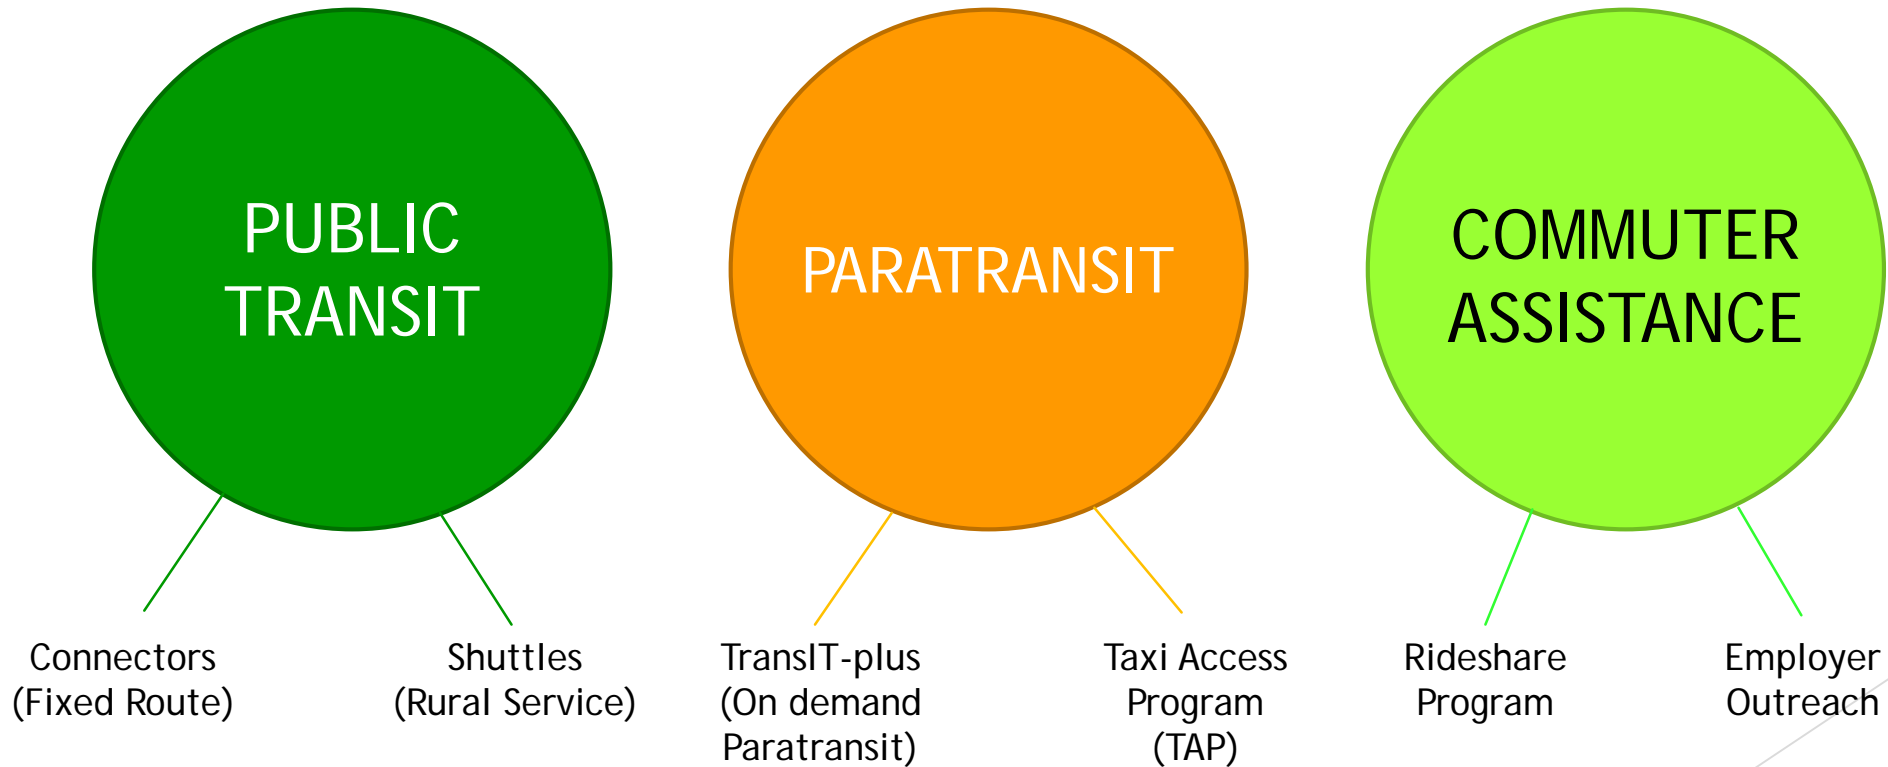 PUBLIC
TRANSIT
PARATRANSIT
COMMUTER
ASSISTANCE
Connectors
(Fixed Route)
Shuttles
(Rural Service)
TransIT-plus
(On demand
Paratransit)
Taxi Access
Program
(TAP)
Rideshare
Program
Employer
Outreach